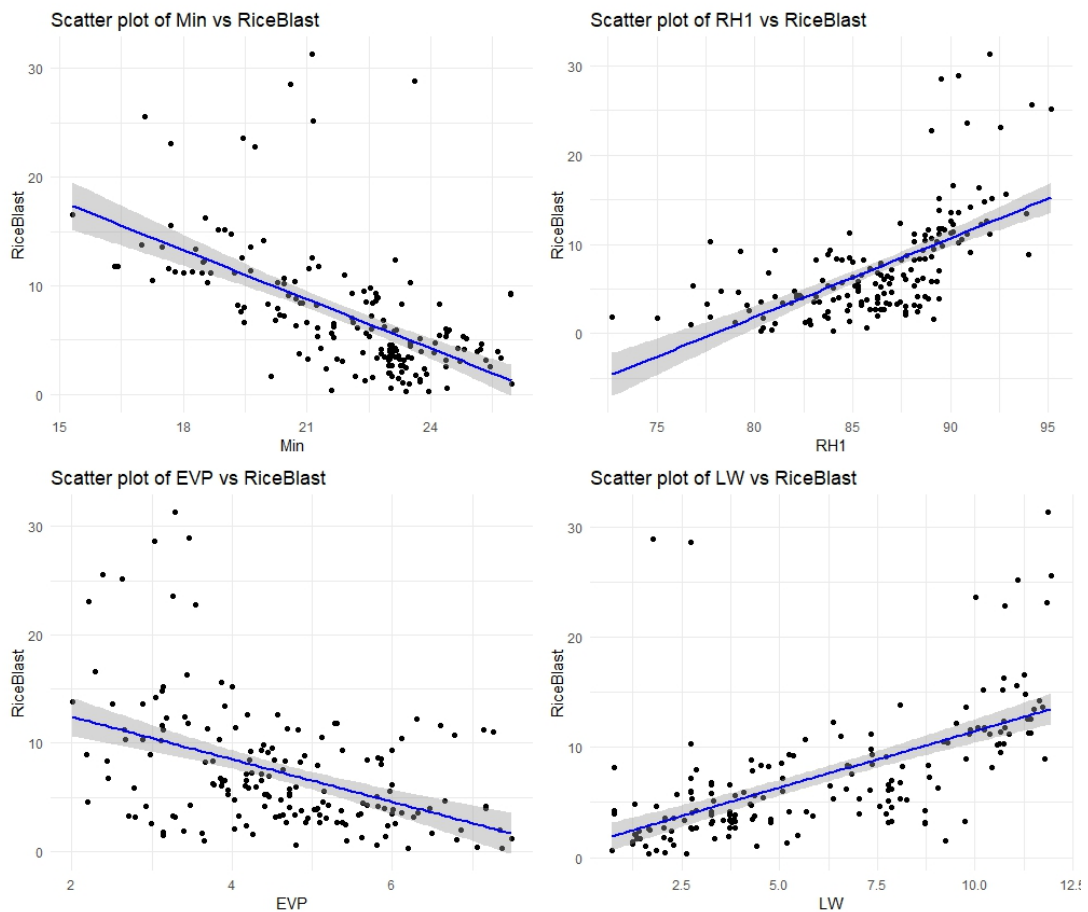 Scatter plot of Min vs RiceBlast
30
20
10
0
RiceBlast
15 18 21 24
Min
Scatter plot of RH1 vs RiceBlast
30
20
10
0
RiceBlast
75 80 85 90 95
RH1
Scatter plot of EVP vs RiceBlast
30
20
10
0
RiceBlast
2 4 6
EVP
Scatter plot of LW vs RiceBlast
30
20
10
0
RiceBlast
2.5 5.0 7.5 10.0 12.5
LW